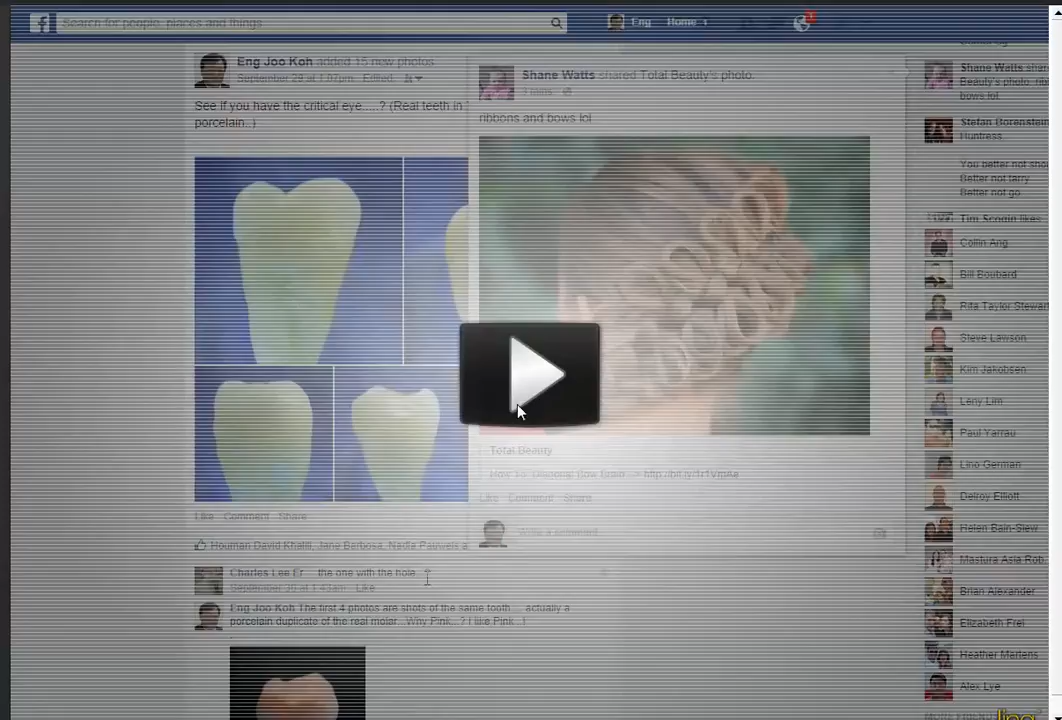 Search for people, places and things
Eng Home 1
Eng Joo Koh added 15 new photos
September 29 at 1:07pm Edited
See if you have the critical eye.....? (Real teeth in
porcelain..)
Like Comment Share
Houman David Khalili, Jane Barbosa, Nadia Pauwels a
Charles Lee Er the one with the hole.
Like
Eng Joo Koh The first 4 photos are shots of the same tooth.... actually a
porcelain duplicate of the real molar...Why Pink...? I like Pink...!
Shane Watts shared Total Beauty's photo.
3 mins
ribbons and bows lol
Total Beauty
Like Comment Share
Write a comment...
Shane Watts shar
Beauty's photo: rib
bows lol.
Stefan Borenstein
Huntress.
You better not sho
Better not tarry
Better not go
Tim Scogin likes
Collin Ang
Bill Boubard
Rita Taylor Stewart
Steve Lawson
Kim Jakobsen
Leny Lim
Paul Yarrau
Lino German
Delroy Elliott
Helen Bain-Siew
Mastura Asia Rob.
Brian Alexander
Elizabeth Frei
Heather Martens
Alex Lye